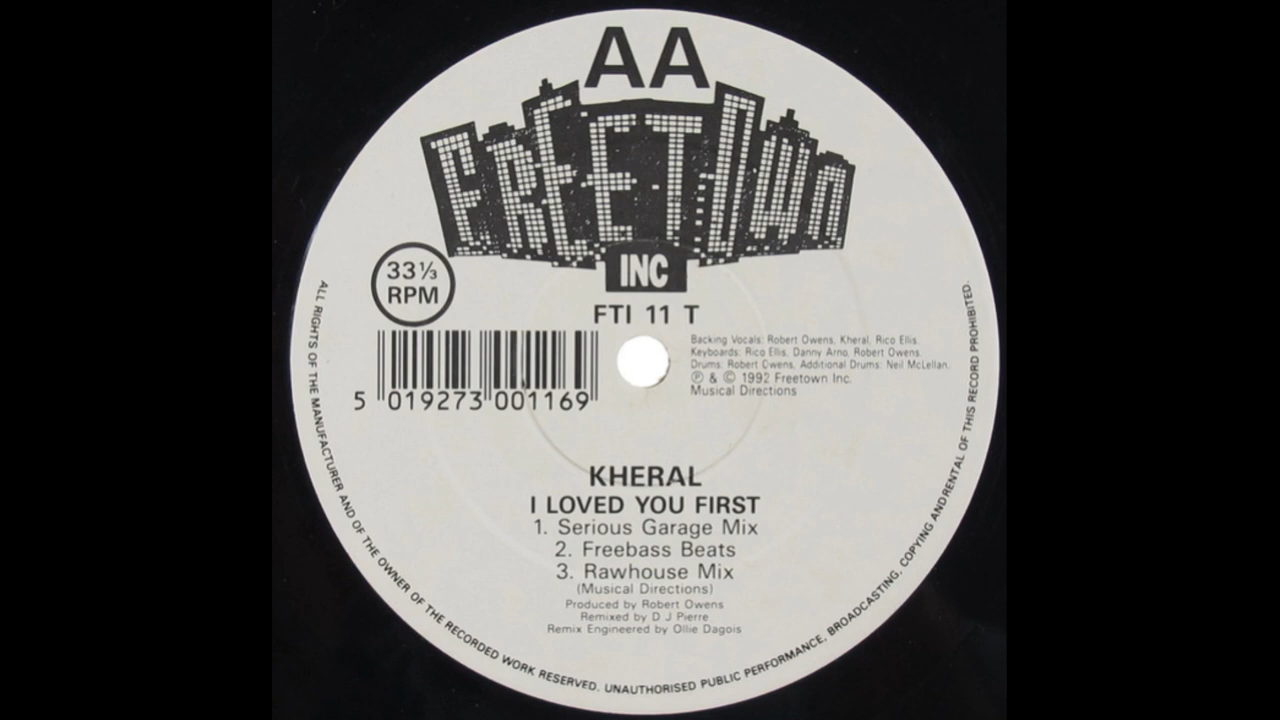 AA
FREETOWN
INC
33⅓
RPM
FTI 11 T
Backing Vocals: Robert Owens, Kheral, Rico Ellis.
Keyboards: Rico Ellis, Danny Arno, Robert Owens.
Drums: Robert Owens, Additional Drums: Neil McLellan.
℗ & © 1992 Freetown Inc.
Musical Directions
5 019273 001169
KHERAL
I LOVED YOU FIRST
1. Serious Garage Mix
2. Freebass Beats
3. Rawhouse Mix
(Musical Directions)
Produced by Robert Owens
Remixed by D J Pierre
Remix Engineered by Ollie Dagois
ALL RIGHTS OF THE MANUFACTURER AND OF THE OWNER OF THE RECORDED WORK RESERVED. UNAUTHORISED PUBLIC PERFORMANCE, BROADCASTING, COPYING AND RENTAL OF THIS RECORD PROHIBITED.